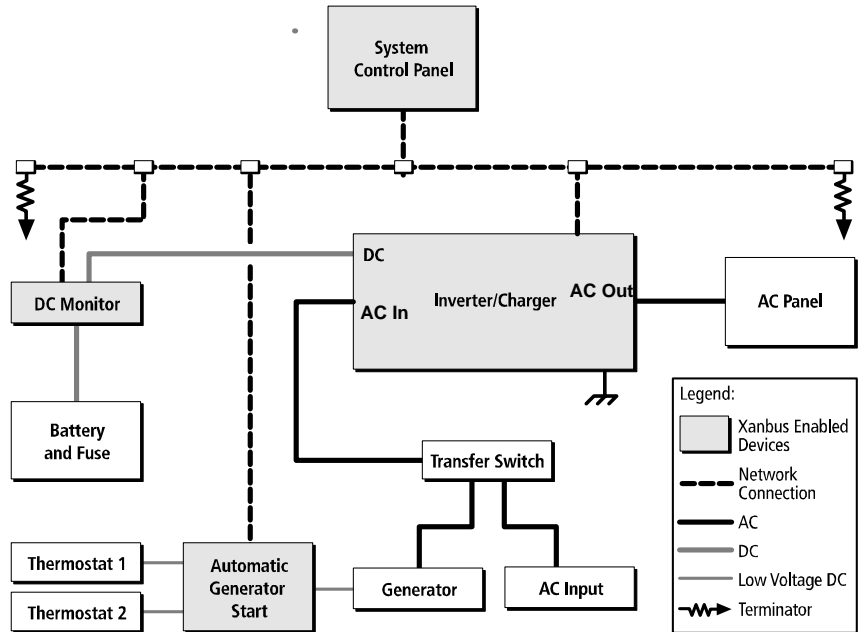 System
Control Panel
DC
AC In
Inverter/Charger
AC Out
DC Monitor
AC Panel
Battery
and Fuse
Transfer Switch
Thermostat 1
Thermostat 2
Automatic
Generator
Start
Generator
AC Input
Legend:
Xanbus Enabled
Devices
Network
Connection
AC
DC
Low Voltage DC
Terminator